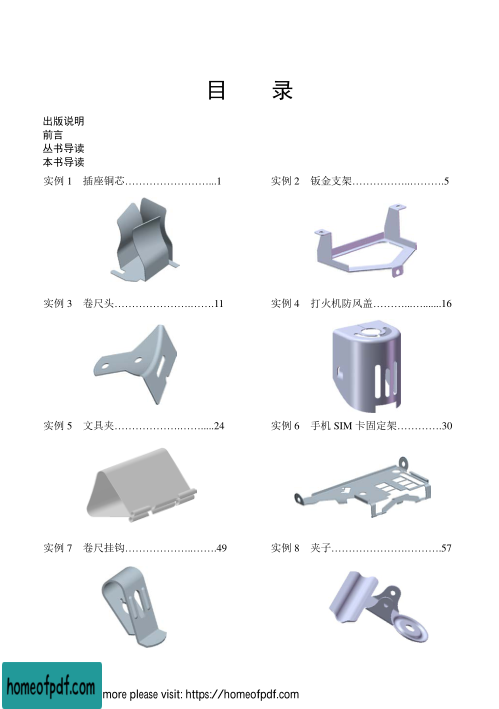 目 录
出版说明
前言
丛书导读
本书导读
实例 1 插座铜芯……………………...1 实例 2 钣金支架……………..……….5
实例 3 卷尺头…………………..…….11 实例 4 打火机防风盖………...….......16
实例 5 文具夹……………….…….....24 实例 6 手机 SIM 卡固定架………….30
实例 7 卷尺挂钩………………..…….49 实例 8 夹子………………….……….57
homeofpdf.com more please visit: https://homeofpdf.com